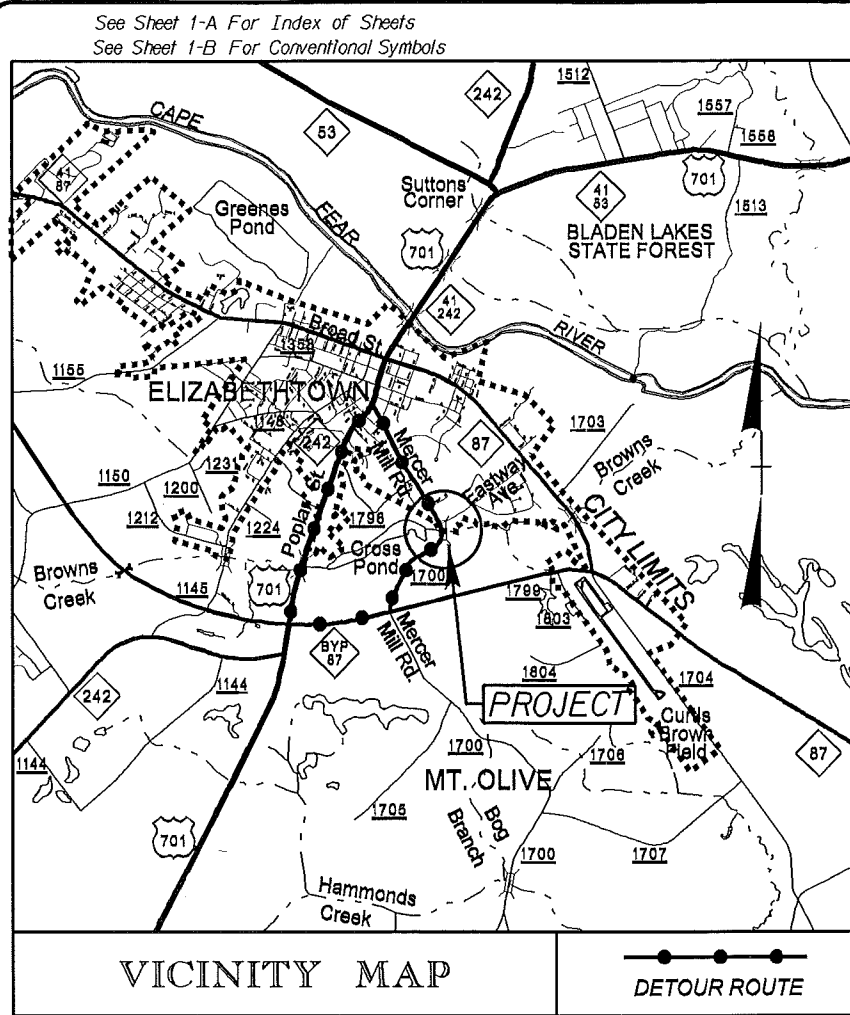 See Sheet 1-A For Index of Sheets
See Sheet 1-B For Conventional Symbols
1512
242
1557
CAPE
53
1558
41
87
Suttons
Corner
701
41
53
Greenes
Pond
1513
FEAR
BLADEN LAKES
STATE FOREST
701
41
242
RIVER
Broad St.
1353
1155
ELIZABETHTOWN
1703
1148
242
Mercer
Mill Rd.
87
Browns
Creek
1231
Eastway
Ave.
1150
1200
CITY LIMITS
1212
1224
Poplar St.
1796
Cross
Pond
1700
Browns
Creek
701
1145
1799
1803
BYP
87
Mercer
Mill Rd.
1144
1804
1704
242
PROJECT
Curtis
Brown
Field
1700
1706
87
1144
MT. OLIVE
1705
Bog
Branch
701
1700
1707
Hammonds
Creek
VICINITY MAP
DETOUR ROUTE